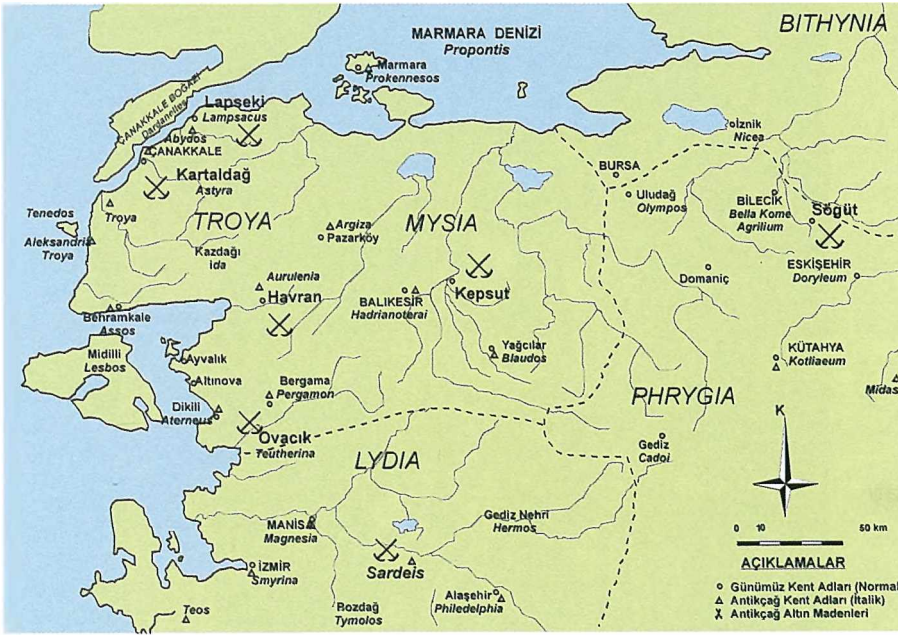 BITHYNIA
MARMARA DENİZİ
Propontis
Marmara
Prokennesos
ÇANAKKALE BOĞAZI
Dardanelles
Lapseki
Lampsacus
Abydos
ÇANAKKALE
Kartaldağ
Astyra
İznik
Nicea
BURSA
Uludağ
Olympos
BİLECİK
Bella Kome
Agrilium
Söğüt
Tenedos
Troya
TROYA
Argiza
Pazarköy
MYSIA
Aleksandria
Troya
Kazdağı
ida
ESKİŞEHİR
Doryleum
Domaniç
Aurulenia
Havran
BALIKESİR
Hadrianoterai
Kepsut
Behramkale
Assos
Midilli
Lesbos
Ayvalık
Altınova
Yağcılar
Blaudos
KÜTAHYA
Kotliaeum
Midas
Bergama
Pergamon
Dikili
Aterneus
PHRYGIA
Ovacık
Teutherina
LYDIA
Gediz
Cadoi
K
MANİSA
Magnesia
Gediz Nehri
Hermos
0 10 50 km
İZMİR
Smyrina
Sardeis
Alaşehir
Philedelphia
Bozdağ
Tymolos
Teos
AÇIKLAMALAR
Günümüz Kent Adları (Normal
Antikçağ Kent Adları (İtalik)
Antikçağ Altın Madenleri